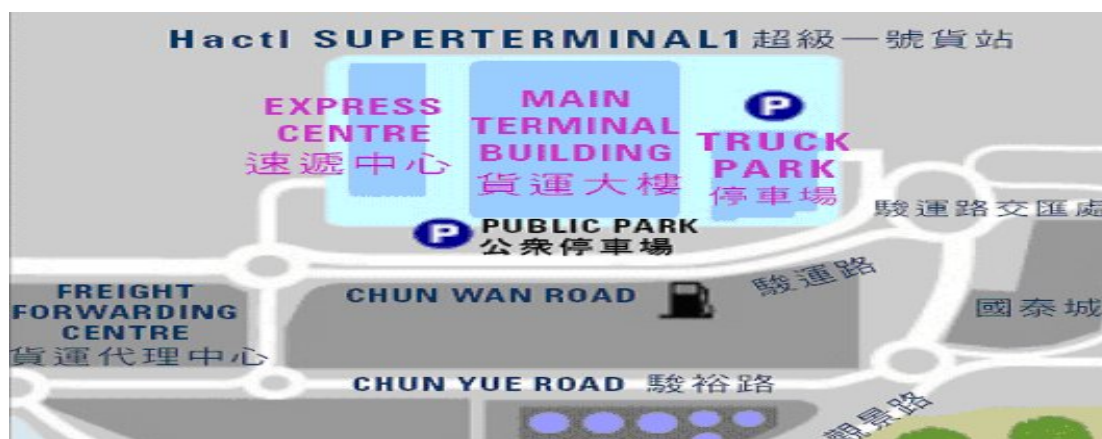 Hactl SUPERTERMINAL1 超級一號貨站
EXPRESS
CENTRE
速遞中心
MAIN
TERMINAL
BUILDING
貨運大樓
P
TRUCK
PARK
停車場
P PUBLIC PARK
公衆停車場
駿運路交匯處
駿運路
CHUN WAN ROAD
FREIGHT
FORWARDING
CENTRE
貨運代理中心
國泰城
CHUN YUE ROAD 駿裕路
觀景路